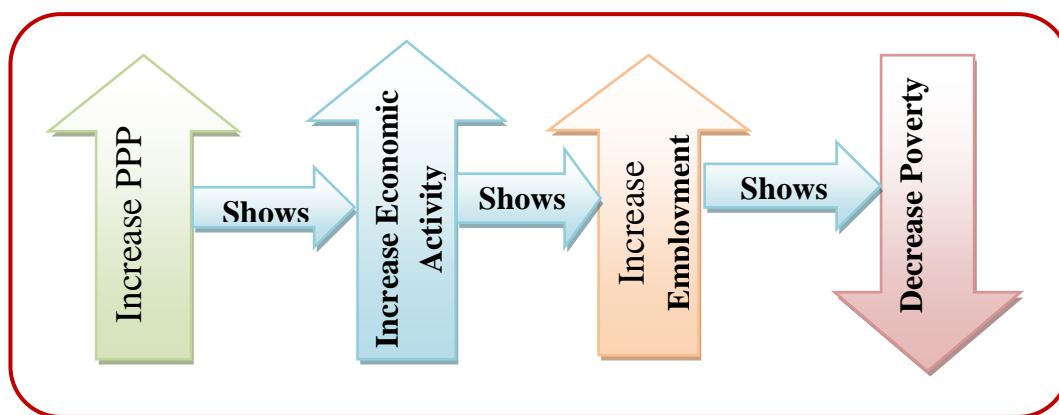 Increase PPP
Shows
Increase Economic
Activity
Shows
Increase
Employment
Shows
Decrease Poverty